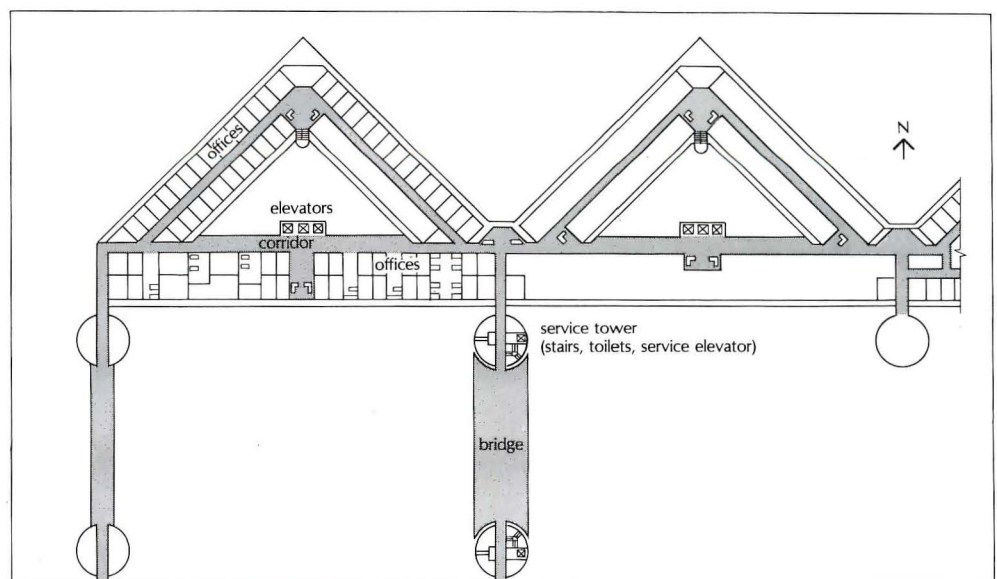 N
offices
elevators
corridor
offices
service tower
(stairs, toilets, service elevator)
bridge